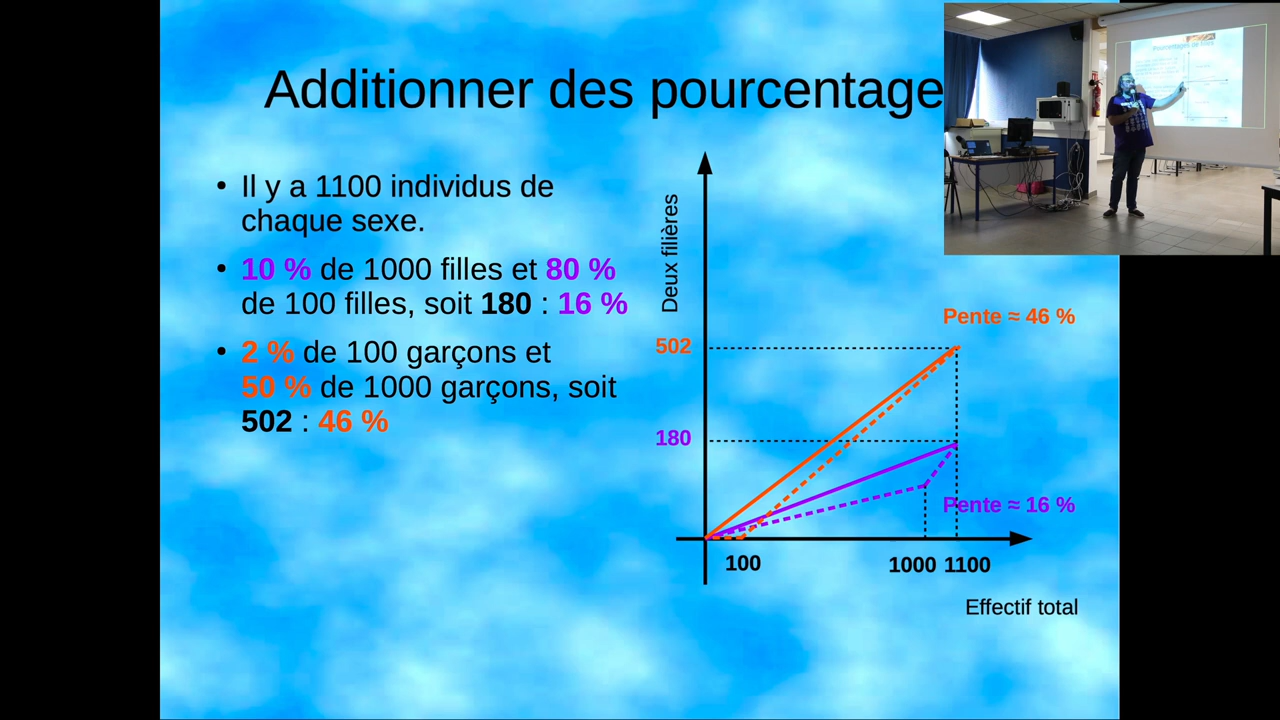 Additionner des pourcentage
• Il y a 1100 individus de
chaque sexe.
• 10 % de 1000 filles et 80 %
de 100 filles, soit 180 : 16 %
• 2 % de 100 garçons et
50 % de 1000 garçons, soit
502 : 46 %
Deux filières
Pente ≈ 46 %
502
180
Pente ≈ 16 %
100
1000 1100
Effectif total